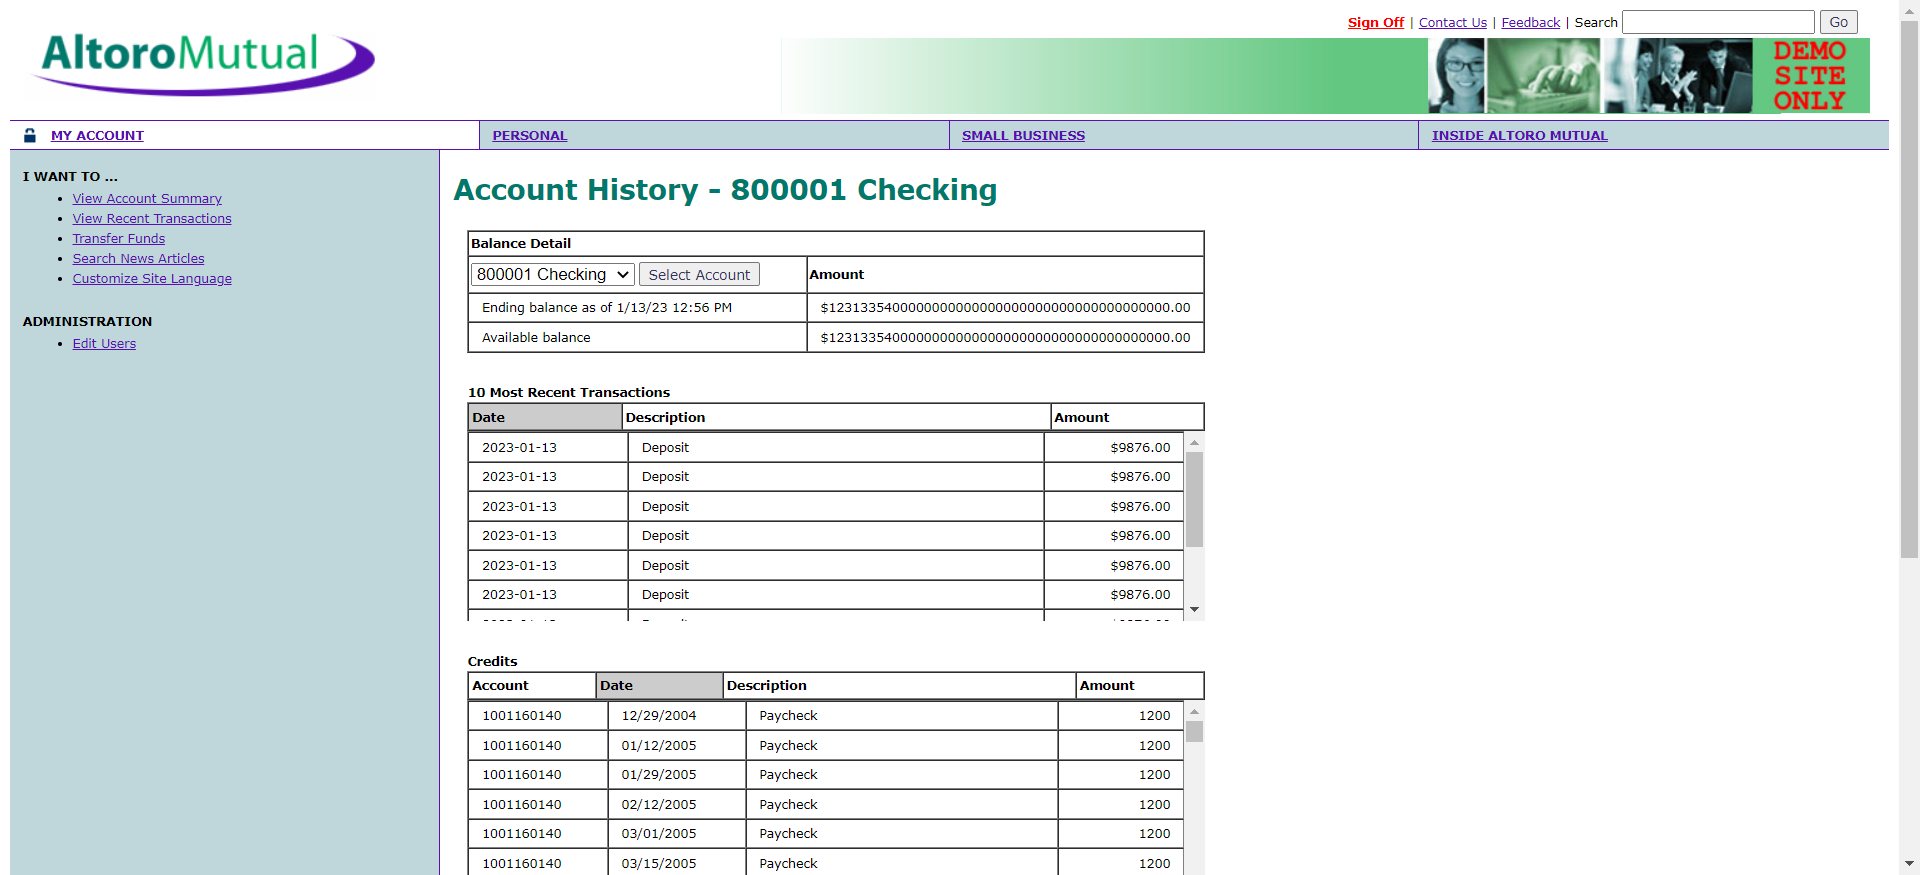 Sign Off | Contact Us | Feedback | Search Go
AltoroMutual
DEMO
SITE
ONLY
MY ACCOUNT
PERSONAL
SMALL BUSINESS
INSIDE ALTORO MUTUAL
I WANT TO ...
• View Account Summary
• View Recent Transactions
• Transfer Funds
• Search News Articles
• Customize Site Language
ADMINISTRATION
• Edit Users
Account History - 800001 Checking
Balance Detail
800001 Checking Select Account Amount
Ending balance as of 1/13/23 12:56 PM
Available balance
10 Most Recent Transactions
Date Description Amount
2023-01-13 Deposit $9876.00
2023-01-13 Deposit $9876.00
2023-01-13 Deposit $9876.00
2023-01-13 Deposit $9876.00
2023-01-13 Deposit $9876.00
2023-01-13 Deposit $9876.00
Credits
Account Date Description Amount
1001160140 12/29/2004 Paycheck 1200
1001160140 01/12/2005 Paycheck 1200
1001160140 01/29/2005 Paycheck 1200
1001160140 02/12/2005 Paycheck 1200
1001160140 03/01/2005 Paycheck 1200
1001160140 03/15/2005 Paycheck 1200